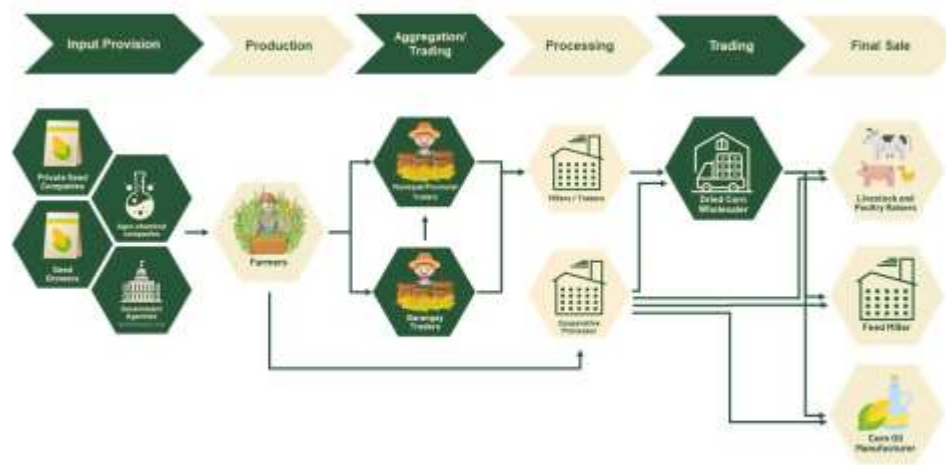 Input Provision
Production
Aggregation/
Trading
Processing
Trading
Final Sale
Private Seed
Companies
Agro-chemical
companies
Seed
Growers
Government
Agencies
Farmers
Traders
Barangay
Traders
Millers / Traders
Cooperative
Processor
Dried Corn
Wholesaler
Livestock and
Poultry Raisers
Feed Miller
Corn Oil
Manufacturer